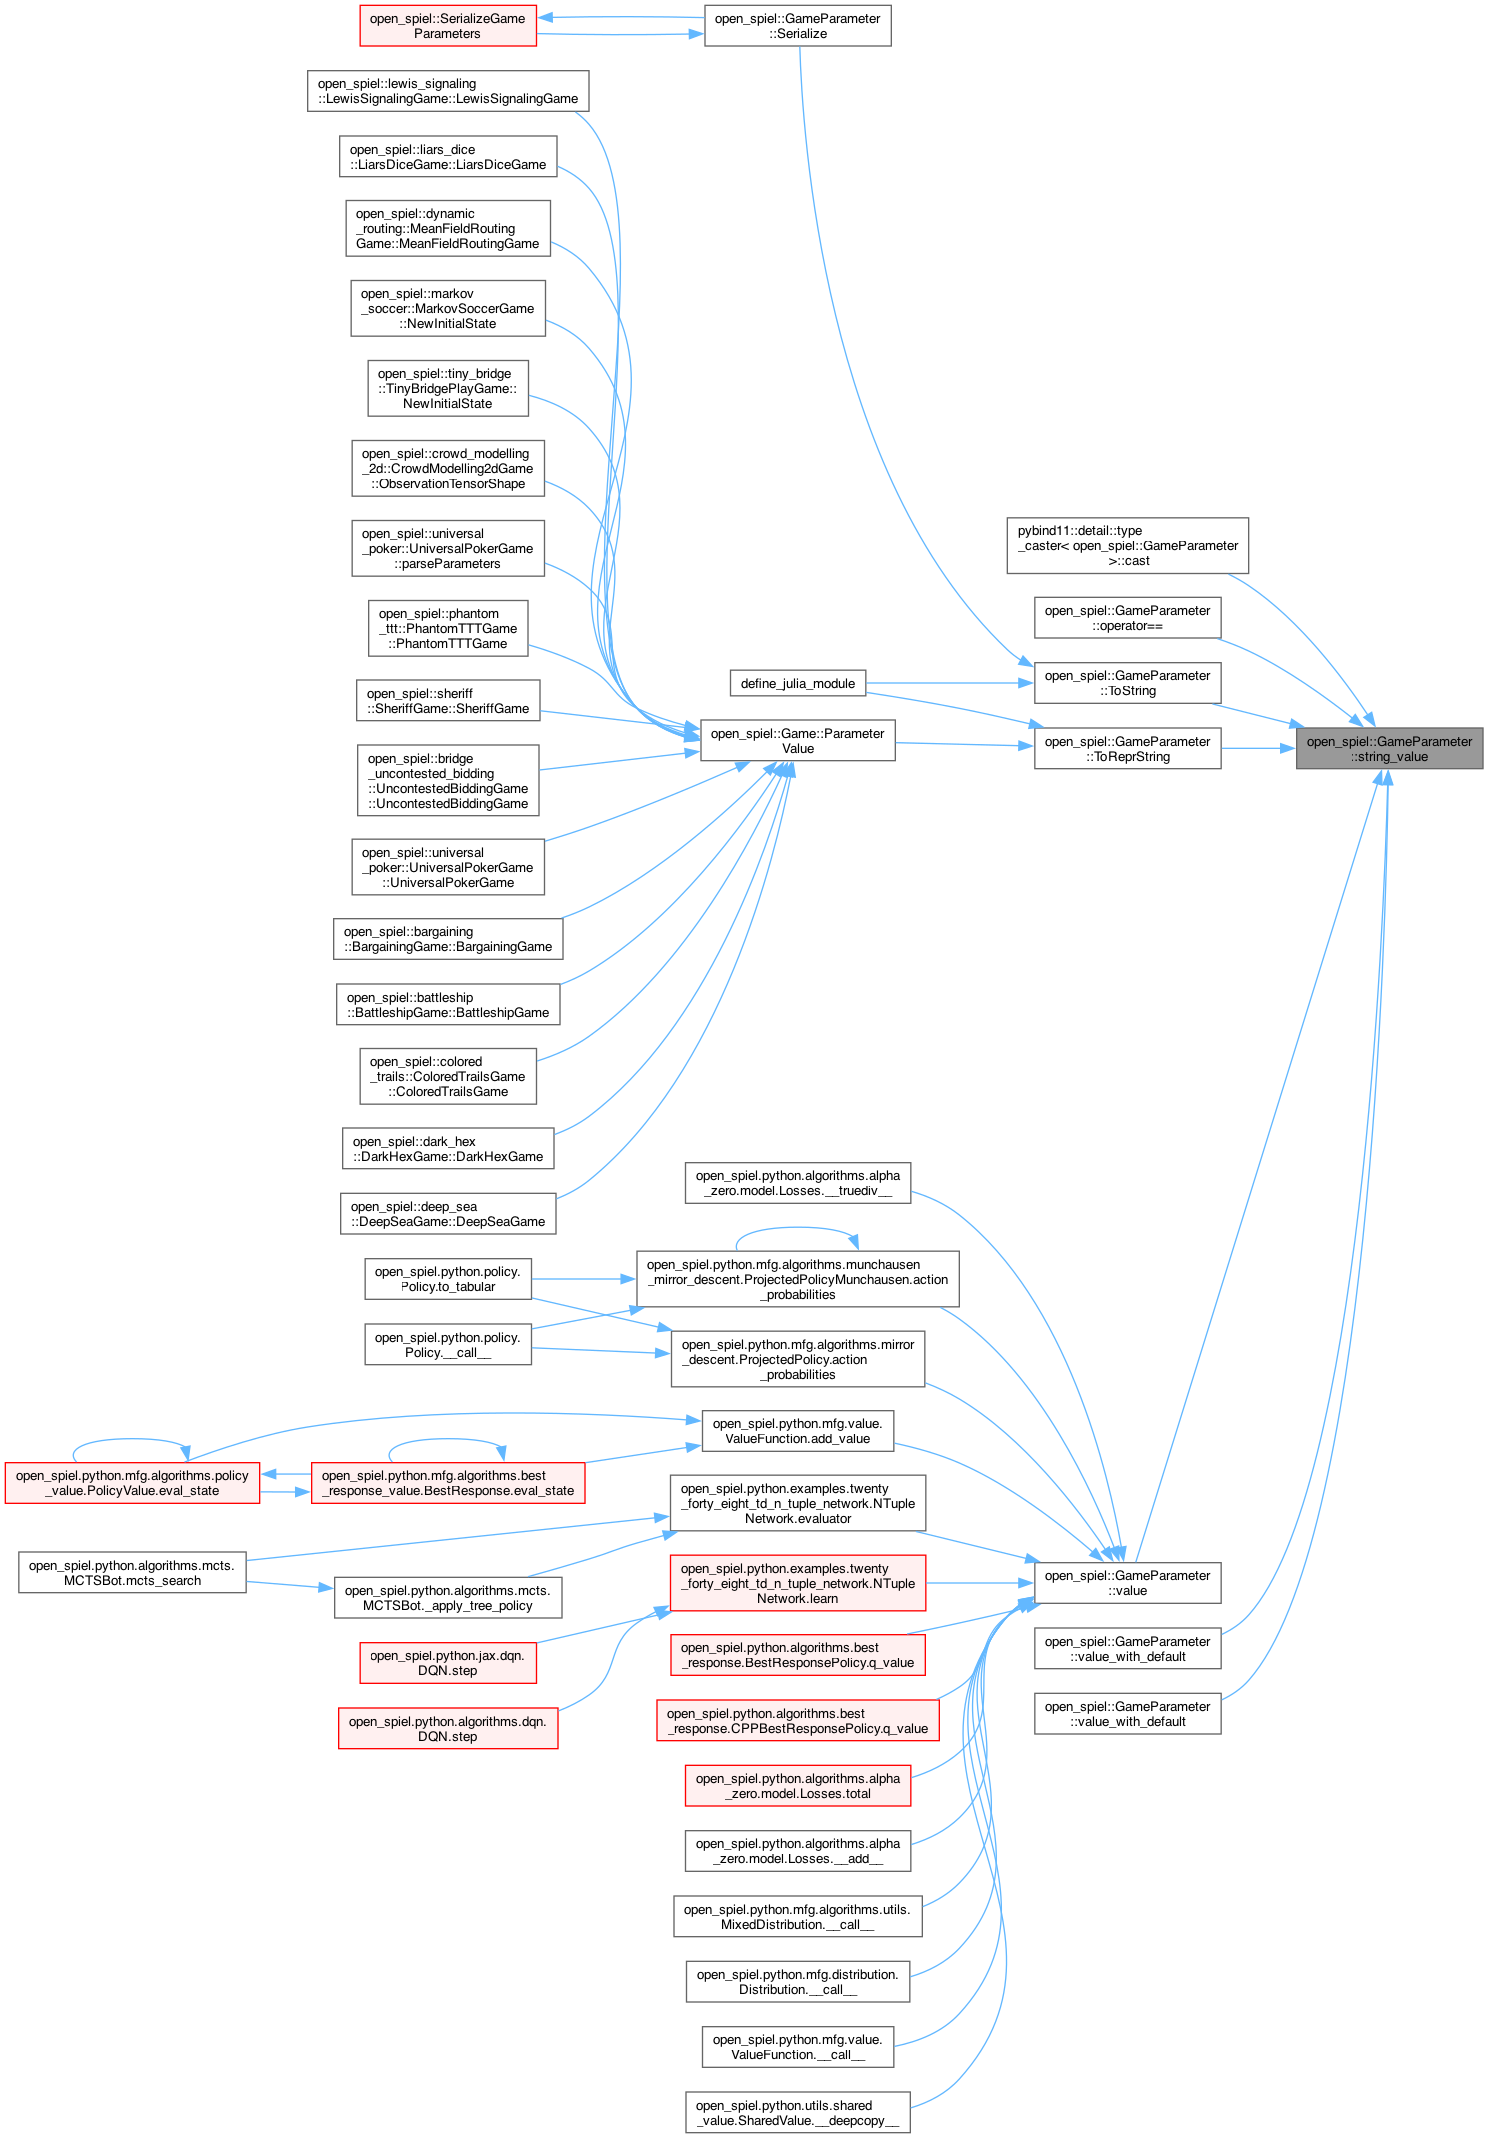 open_spiel::SerializeGame
Parameters
open_spiel::GameParameter
::Serialize
open_spiel::lewis_signaling
::LewisSignalingGame::LewisSignalingGame
open_spiel::liars_dice
::LiarsDiceGame::LiarsDiceGame
open_spiel::dynamic
_routing::MeanFieldRouting
Game::MeanFieldRoutingGame
open_spiel::markov
_soccer::MarkovSoccerGame
::NewInitialState
open_spiel::tiny_bridge
::TinyBridgePlayGame::
NewInitialState
open_spiel::crowd_modelling
_2d::CrowdModelling2dGame
::ObservationTensorShape
open_spiel::universal
_poker::UniversalPokerGame
::parseParameters
open_spiel::phantom
_ttt::PhantomTTTGame
::PhantomTTTGame
open_spiel::sheriff
::SheriffGame::SheriffGame
open_spiel::bridge
_uncontested_bidding
::UncontestedBiddingGame
::UncontestedBiddingGame
open_spiel::universal
_poker::UniversalPokerGame
::UniversalPokerGame
open_spiel::bargaining
::BargainingGame::BargainingGame
open_spiel::battleship
::BattleshipGame::BattleshipGame
open_spiel::colored
_trails::ColoredTrailsGame
::ColoredTrailsGame
open_spiel::dark_hex
::DarkHexGame::DarkHexGame
open_spiel::deep_sea
::DeepSeaGame::DeepSeaGame
define_julia_module
open_spiel::Game::Parameter
Value
pybind11::detail::type
_caster< open_spiel::GameParameter
>::cast
open_spiel::GameParameter
::operator==
open_spiel::GameParameter
::ToString
open_spiel::GameParameter
::ToReprString
open_spiel::GameParameter
::string_value
open_spiel.python.algorithms.alpha
_zero.model.Losses.__truediv__
open_spiel.python.mfg.algorithms.munchausen
_mirror_descent.ProjectedPolicyMunchausen.action
_probabilities
open_spiel.python.policy.
Policy.to_tabular
open_spiel.python.policy.
Policy.__call__
open_spiel.python.mfg.algorithms.mirror
_descent.ProjectedPolicy.action
_probabilities
open_spiel.python.mfg.value.
ValueFunction.add_value
open_spiel.python.mfg.algorithms.policy
_value.PolicyValue.eval_state
open_spiel.python.mfg.algorithms.best
_response_value.BestResponse.eval_state
open_spiel.python.examples.twenty
_forty_eight_td_n_tuple_network.NTuple
Network.evaluator
open_spiel.python.algorithms.mcts.
MCTSBot.mcts_search
open_spiel.python.algorithms.mcts.
MCTSBot._apply_tree_policy
open_spiel.python.examples.twenty
_forty_eight_td_n_tuple_network.NTuple
Network.learn
open_spiel::GameParameter
::value
open_spiel.python.jax.dqn.
DQN.step
open_spiel.python.algorithms.best
_response.BestResponsePolicy.q_value
open_spiel::GameParameter
::value_with_default
open_spiel.python.algorithms.dqn.
DQN.step
open_spiel.python.algorithms.best
_response.CPPBestResponsePolicy.q_value
open_spiel::GameParameter
::value_with_default
open_spiel.python.algorithms.alpha
_zero.model.Losses.total
open_spiel.python.algorithms.alpha
_zero.model.Losses.__add__
open_spiel.python.mfg.algorithms.utils.
MixedDistribution.__call__
open_spiel.python.mfg.distribution.
Distribution.__call__
open_spiel.python.mfg.value.
ValueFunction.__call__
open_spiel.python.utils.shared
_value.SharedValue.__deepcopy__